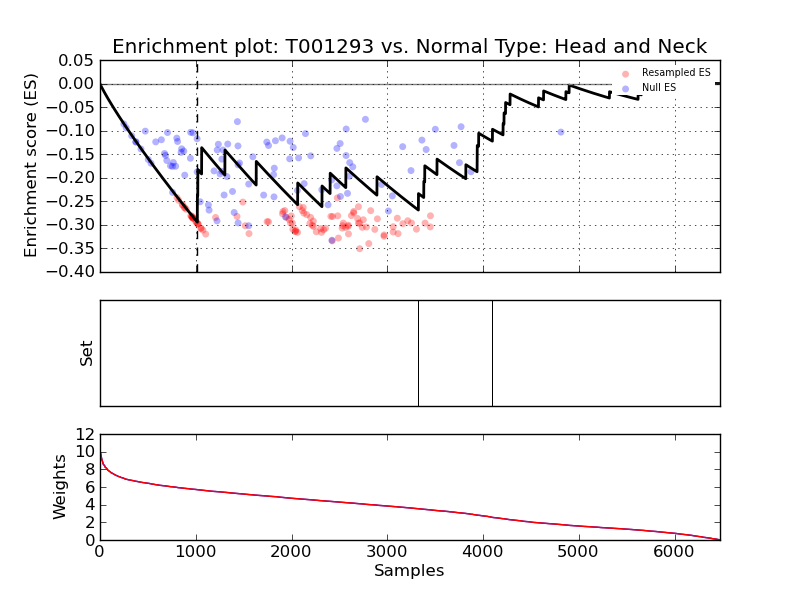 Enrichment plot: T001293 vs. Normal Type: Head and Neck
Enrichment score (ES)
0.05
0.00
−0.05
−0.10
−0.15
−0.20
−0.25
−0.30
−0.35
−0.40
Resampled ES
Null ES
Set
Weights
12
10
8
6
4
2
0
0 1000 2000 3000 4000 5000 6000
Samples